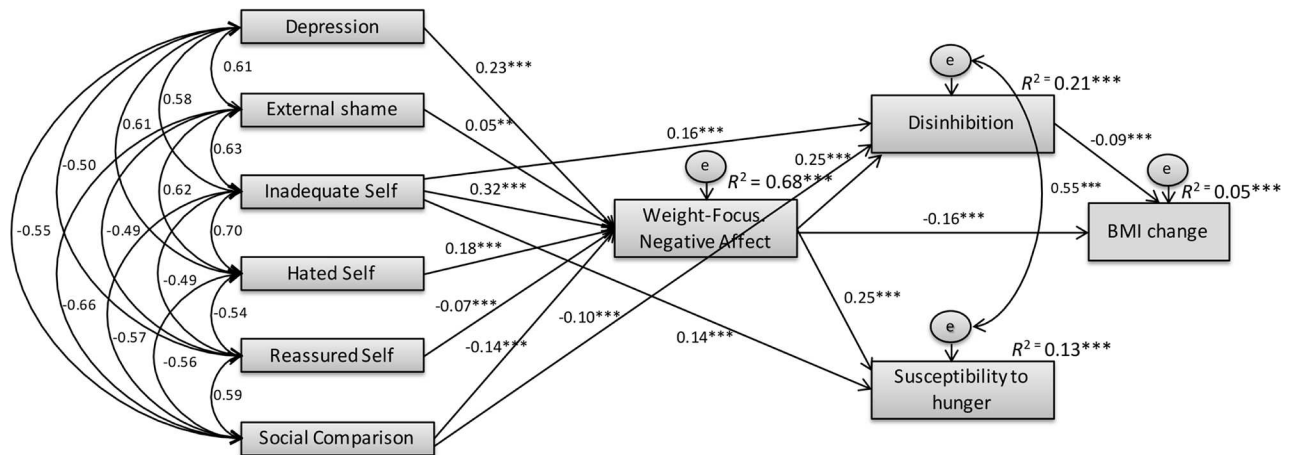 Depression
0.61
0.23***
e
R² = 0.21***
0.58
External shame
0.05**
Disinhibition
0.61
0.63
0.16***
-0.09***
-0.50
0.25***
e
e
0.62
Inadequate Self
0.32***
R² = 0.68***
0.55***
R² = 0.05***
Weight-Focus.
Negative Affect
-0.55
-0.49
0.70
-0.16***
BMI change
0.18***
Hated Self
-0.49
0.25***
-0.66
-0.54
-0.07***
-0.10***
e
-0.57
0.14***
R² = 0.13***
-0.56
Reassured Self
-0.14***
Susceptibility to
hunger
0.59
Social Comparison